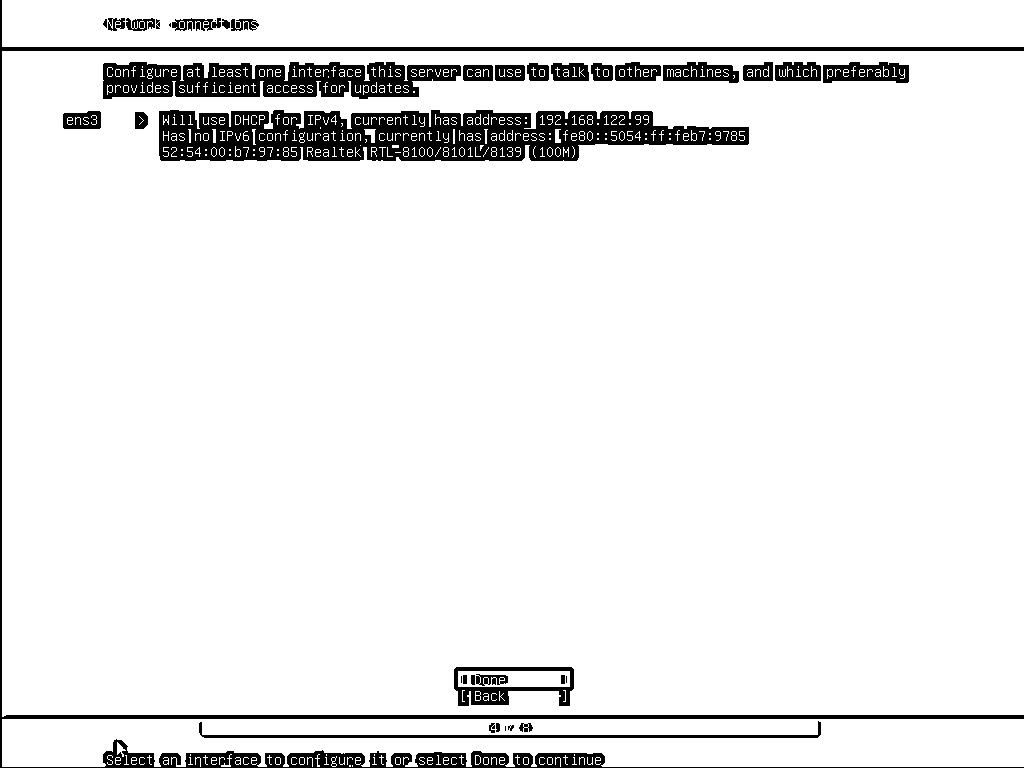 Network connections
Configure at least one interface this server can use to talk to other machines, and which preferably
provides sufficient access for updates.
ens3 > Will use DHCP for IPv4, currently has address: 192.168.122.99
Has no IPv6 configuration, currently has address: fe80::5054:ff:feb7:9785
52:54:00:b7:97:85 Realtek RTL-8100/8101L/8139 (100M)
[ Done ]
[ Back ]
4 / 8
Select an interface to configure it or select Done to continue